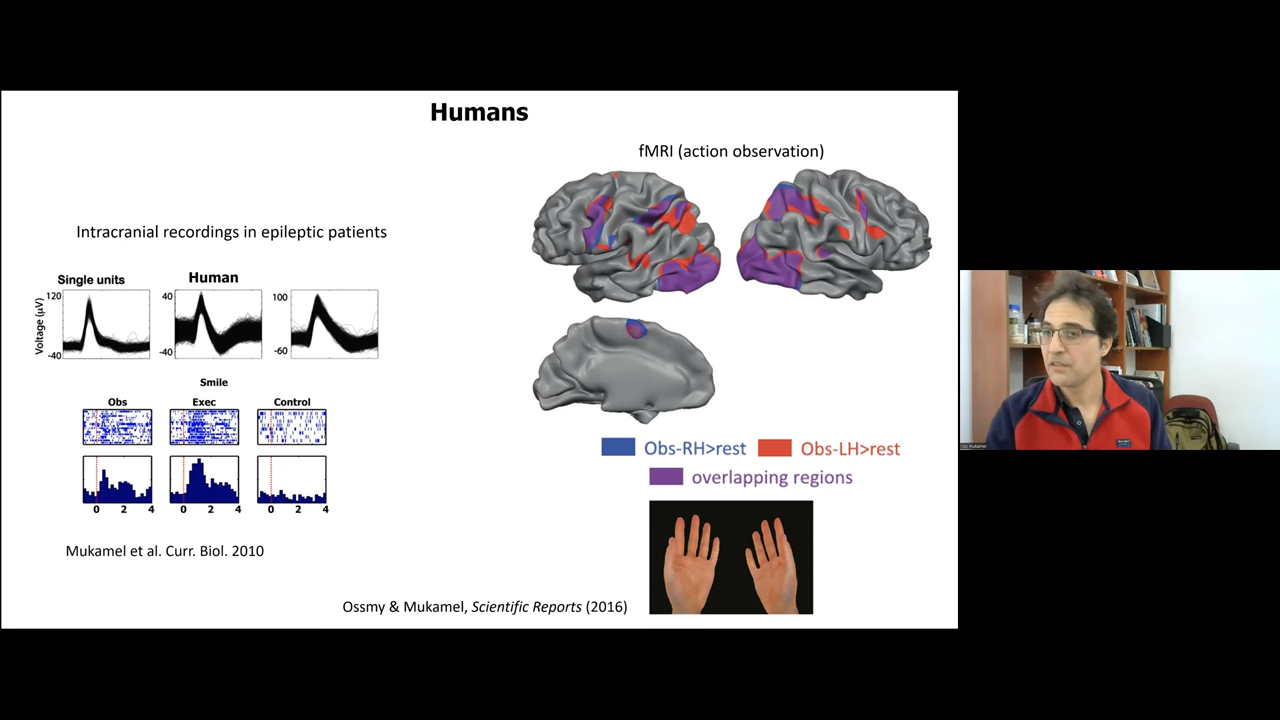 Humans
fMRI (action observation)
Intracranial recordings in epileptic patients
Single units
Human
Voltage (µV)
120
-40
40
-40
100
-60
Smile
Obs
Exec
Control
0 2 4
0 2 4
0 2 4
Mukamel et al. Curr. Biol. 2010
Obs-RH>rest
Obs-LH>rest
overlapping regions
Ossmy & Mukamel, Scientific Reports (2016)